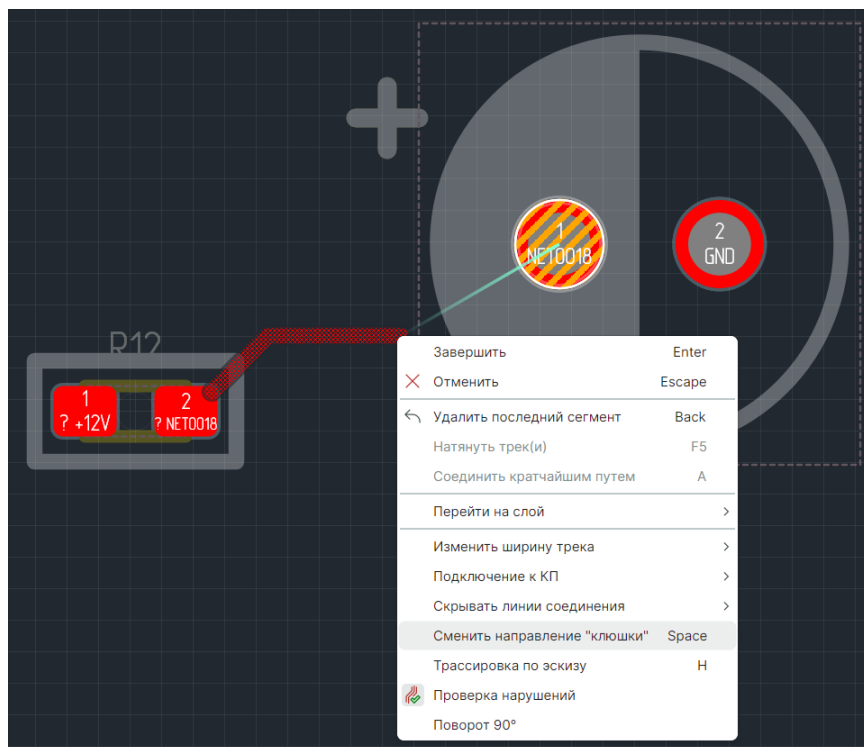 1
NET0018
2
GND
R12
1
? +12V
2
? NET0018
Завершить Enter
Отменить Escape
Удалить последний сегмент Back
Натянуть трек(и) F5
Соединить кратчайшим путем A
Перейти на слой
Изменить ширину трека
Подключение к КП
Скрывать линии соединения
Сменить направление "клюшки" Space
Трассировка по эскизу H
Проверка нарушений
Поворот 90°